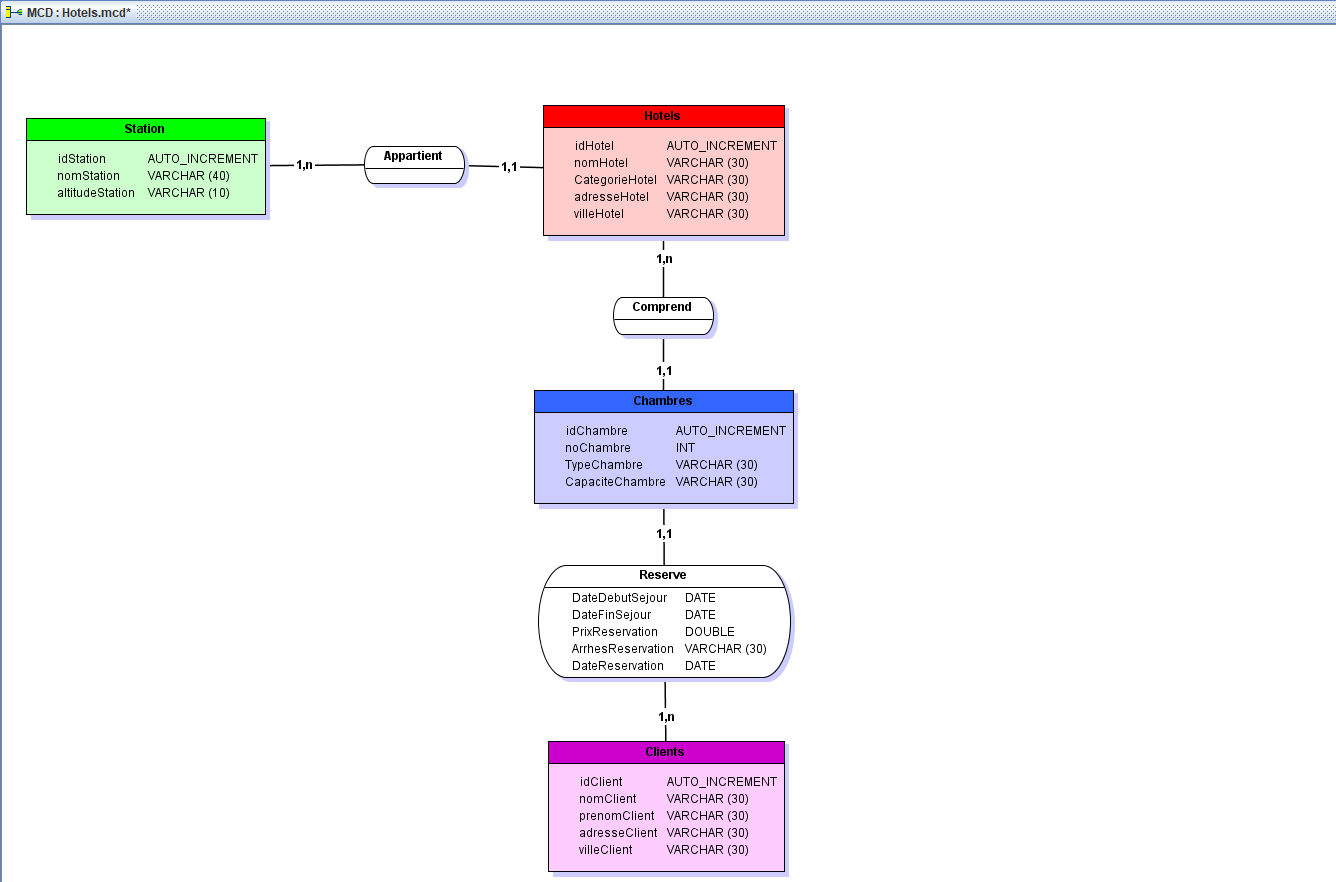 MCD : Hotels.mcd*
Station
idStation AUTO_INCREMENT
nomStation VARCHAR (40)
altitudeStation VARCHAR (10)
1,n
Appartient
1,1
Hotels
idHotel AUTO_INCREMENT
nomHotel VARCHAR (30)
CategorieHotel VARCHAR (30)
adresseHotel VARCHAR (30)
villeHotel VARCHAR (30)
1,n
Comprend
1,1
Chambres
idChambre AUTO_INCREMENT
noChambre INT
TypeChambre VARCHAR (30)
CapaciteChambre VARCHAR (30)
1,1
Reserve
DateDebutSejour DATE
DateFinSejour DATE
PrixReservation DOUBLE
ArrhesReservation VARCHAR (30)
DateReservation DATE
1,n
Clients
idClient AUTO_INCREMENT
nomClient VARCHAR (30)
prenomClient VARCHAR (30)
adresseClient VARCHAR (30)
villeClient VARCHAR (30)